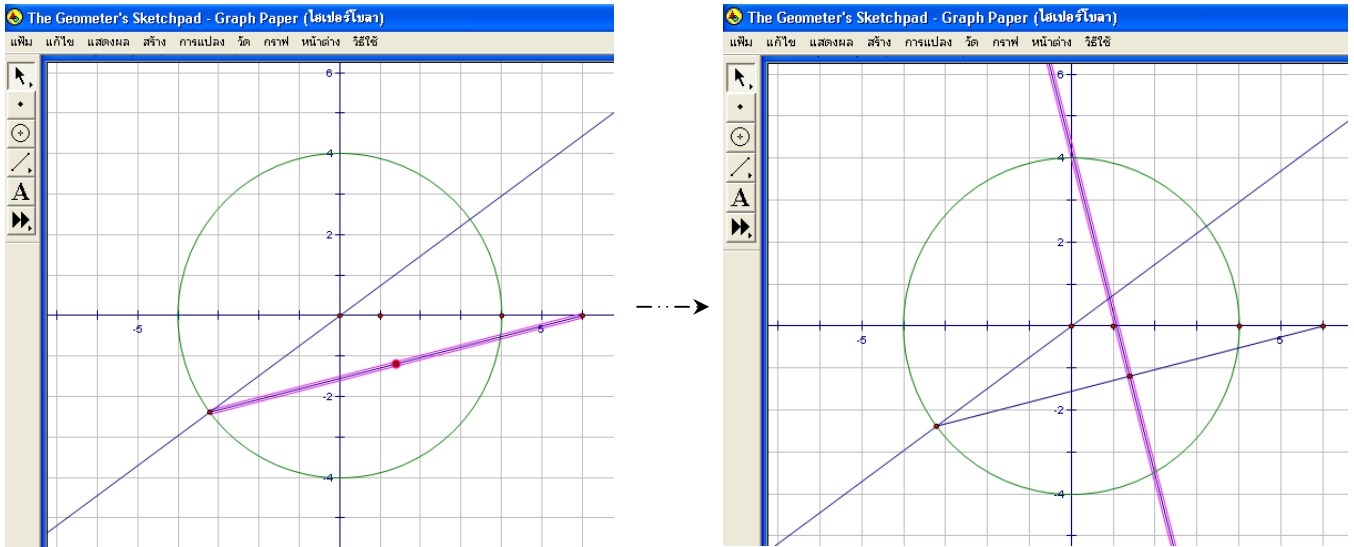 The Geometer's Sketchpad - Graph Paper (ไฮเปอร์โบลา)
แฟ้ม แก้ไข แสดงผล สร้าง การแปลง วัด กราฟ หน้าต่าง วิธีใช้
A
6
4
2
-5
5
-2
-4
The Geometer's Sketchpad - Graph Paper (ไฮเปอร์โบลา)
แฟ้ม แก้ไข แสดงผล สร้าง การแปลง วัด กราฟ หน้าต่าง วิธีใช้
A
6
4
2
-5
5
-2
-4